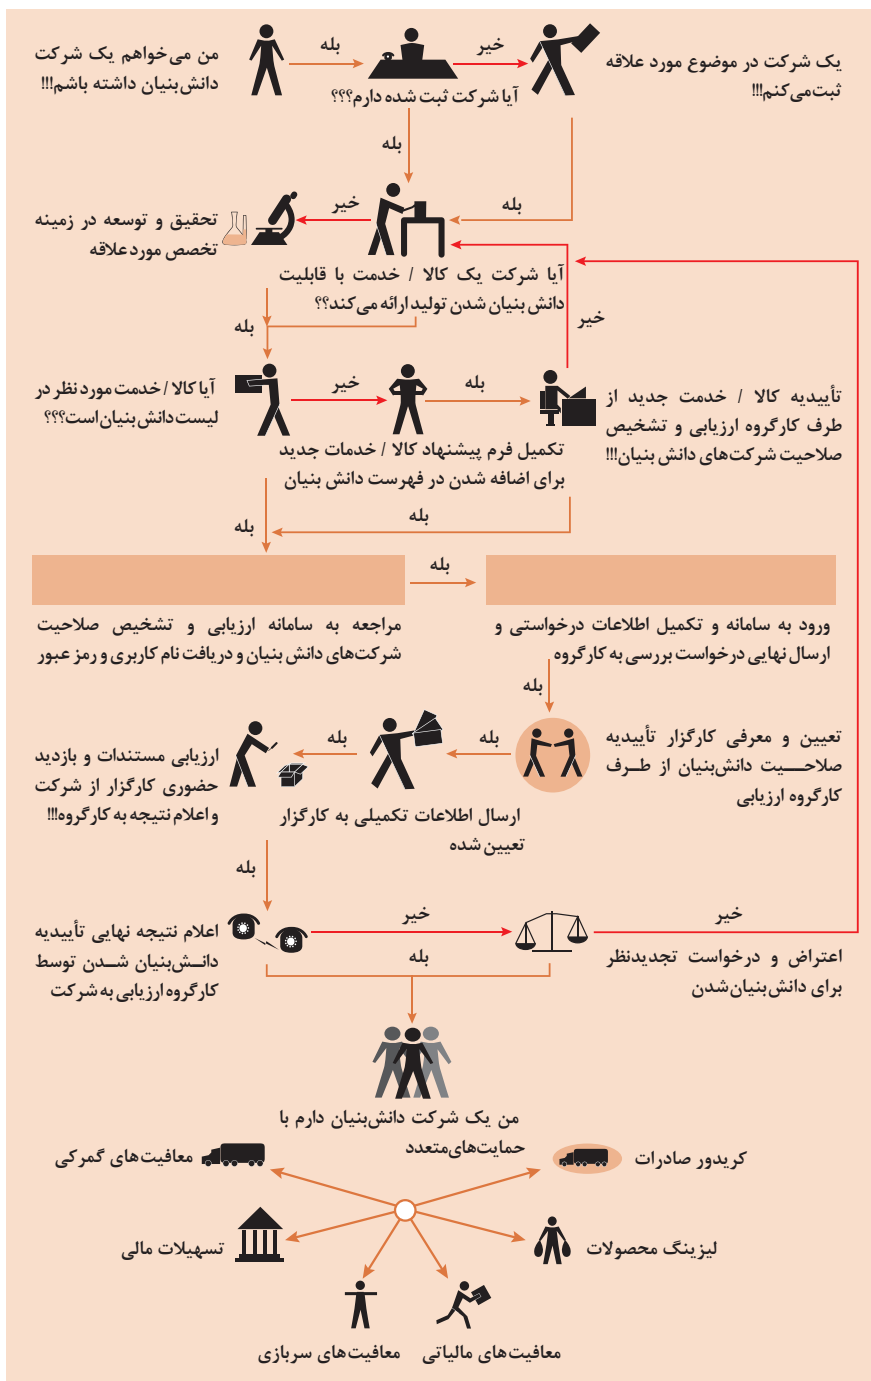 من می‌خواهم یک شرکت
دانش‌بنیان داشته باشم!!!
بله
آیا شرکت ثبت شده دارم؟؟؟
خیر
یک شرکت در موضوع مورد علاقه
ثبت‌می‌کنم!!!
بله
بله
خیر
تحقیق و توسعه در زمینه
تخصص مورد علاقه
آیا شرکت یک کالا / خدمت با قابلیت
دانش‌بنیان شدن تولید ارائه می‌کند؟؟
بله
خیر
آیا کالا / خدمت مورد نظر در
لیست دانش‌بنیان است؟؟؟
خیر
بله
تکمیل فرم پیشنهاد کالا / خدمات جدید
برای اضافه شدن در فهرست دانش بنیان
تأییدیه کالا / خدمت جدید از
طرف کارگروه ارزیابی و تشخیص
صلاحیت شرکت‌های دانش بنیان!!!
بله
بله
بله
مراجعه به سامانه ارزیابی و تشخیص صلاحیت
شرکت‌های دانش بنیان و دریافت نام کاربری و رمز عبور
ورود به سامانه و تکمیل اطلاعات درخواستی و
ارسال نهایی درخواست بررسی به کارگروه
بله
تعیین و معرفی کارگزار تأییدیه
صلاحیت دانش‌بنیان از طرف
کارگروه ارزیابی
بله
ارسال اطلاعات تکمیلی به کارگزار
تعیین شده
بله
ارزیابی مستندات و بازدید
حضوری کارگزار از شرکت
و اعلام نتیجه به کارگروه!!!
بله
اعلام نتیجه نهایی تأییدیه
دانش‌بنیان شدن توسط
کارگروه ارزیابی به شرکت
خیر
بله
خیر
اعتراض و درخواست تجدیدنظر
برای دانش‌بنیان‌شدن
من یک شرکت دانش‌بنیان دارم با
حمایت‌های‌متعدد
کریدور صادرات
معافیت‌های گمرکی
لیزینگ محصولات
تسهیلات مالی
معافیت‌های مالیاتی
معافیت‌های سربازی